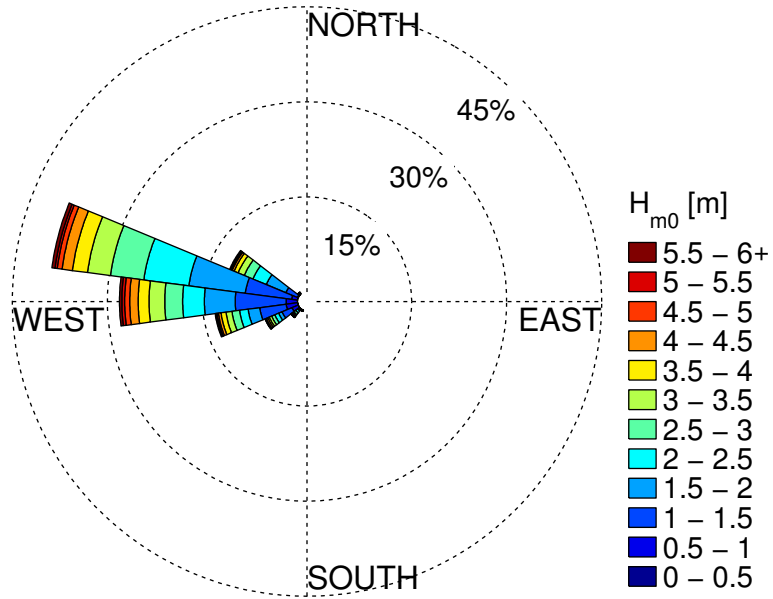 NORTH
45%
30%
15%
WEST
EAST
SOUTH
H_m0 [m]
5.5 − 6+
5 − 5.5
4.5 − 5
4 − 4.5
3.5 − 4
3 − 3.5
2.5 − 3
2 − 2.5
1.5 − 2
1 − 1.5
0.5 − 1
0 − 0.5